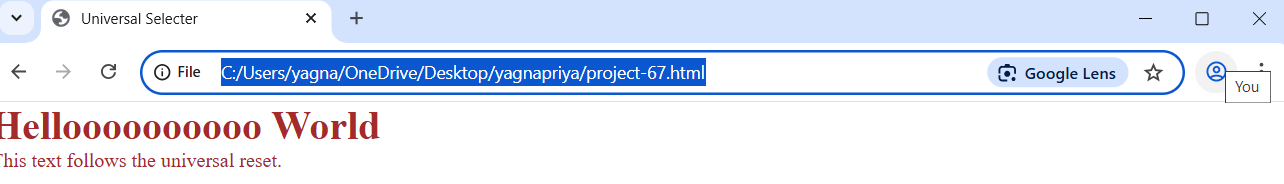 Universal Selecter
File C:/Users/yagna/OneDrive/Desktop/yagnapriya/project-67.html Google Lens
You
Helloooooooooo World
This text follows the universal reset.